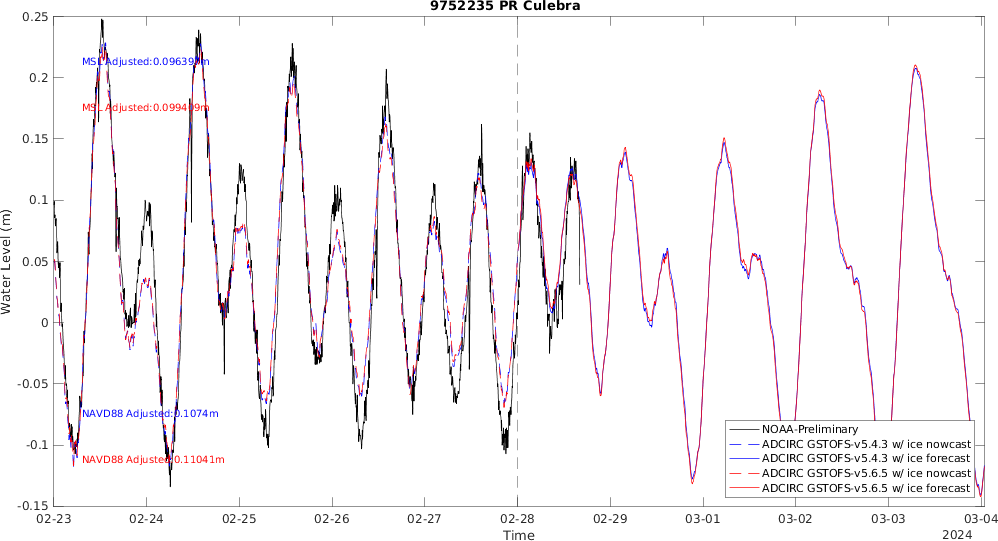 9752235 PR Culebra
0.25
0.2
0.15
0.1
0.05
0
-0.05
-0.1
-0.15
Water Level (m)
MSL Adjusted:0.096393m
MSL Adjusted:0.099409m
NAVD88 Adjusted:0.1074m
NAVD88 Adjusted:0.11041m
NOAA-Preliminary
ADCIRC GSTOFS-v5.4.3 w/ ice nowcast
ADCIRC GSTOFS-v5.4.3 w/ ice forecast
ADCIRC GSTOFS-v5.6.5 w/ ice nowcast
ADCIRC GSTOFS-v5.6.5 w/ ice forecast
02-23 02-24 02-25 02-26 02-27 02-28 02-29 03-01 03-02 03-03 03-04
Time
2024